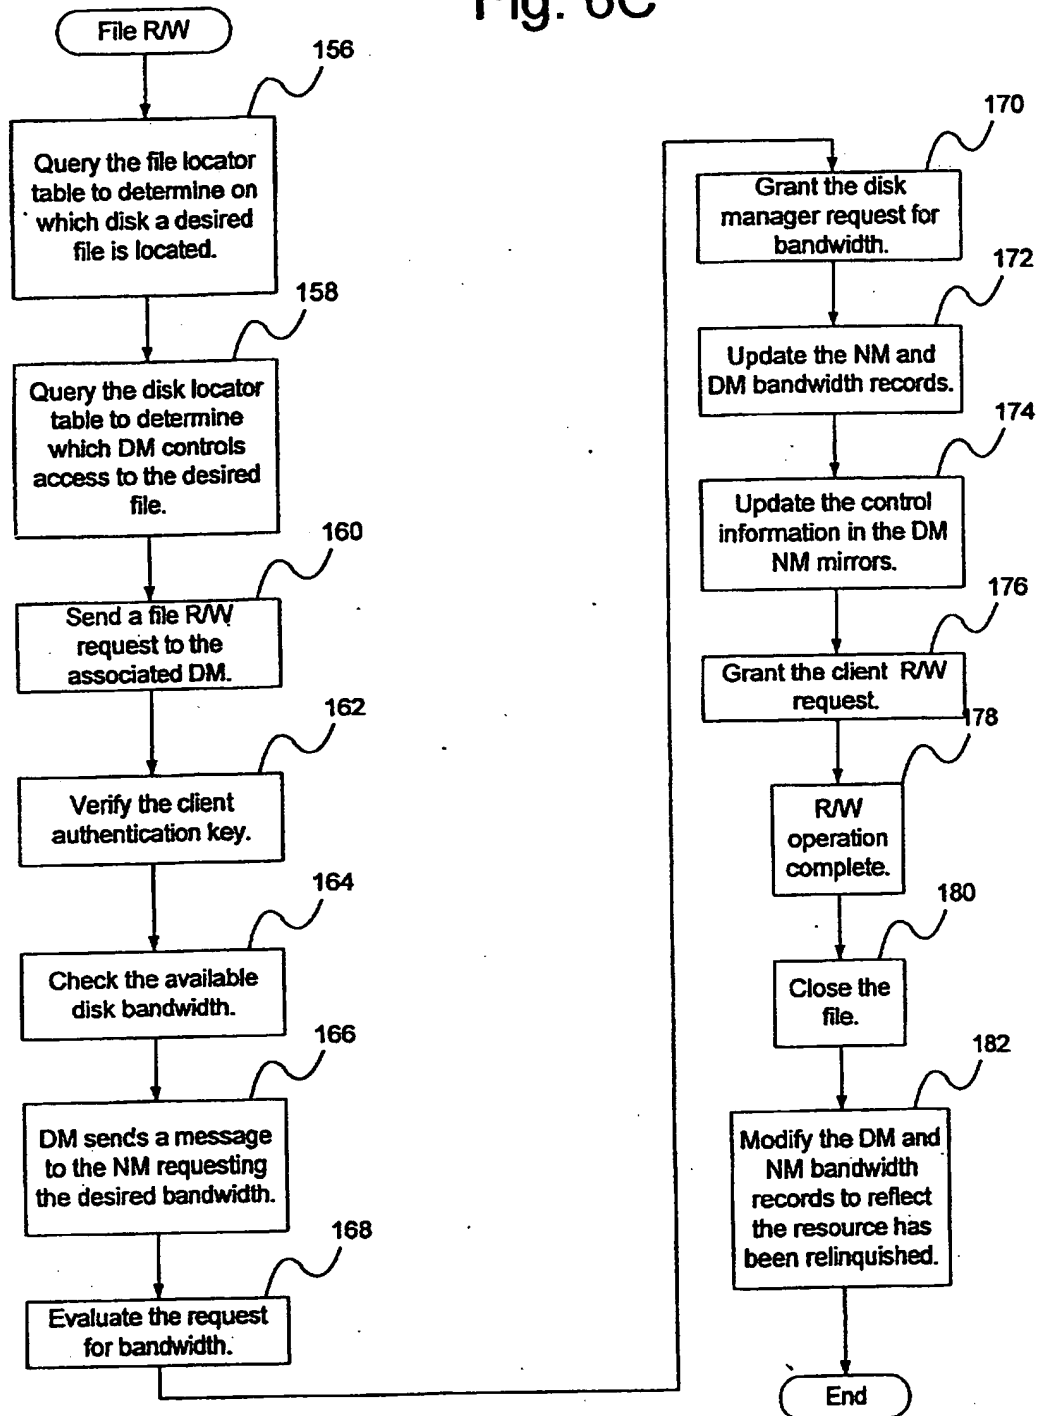 Fig. 6C
File R/W
156
Query the file locator
table to determine on
which disk a desired
file is located.
158
Query the disk locator
table to determine
which DM controls
access to the desired
file.
160
Send a file R/W
request to the
associated DM.
162
Verify the client
authentication key.
164
Check the available
disk bandwidth.
166
DM sends a message
to the NM requesting
the desired bandwidth.
168
Evaluate the request
for bandwidth.
170
Grant the disk
manager request for
bandwidth.
172
Update the NM and
DM bandwidth records.
174
Update the control
information in the DM
NM mirrors.
176
Grant the client R/W
request.
178
R/W
operation
complete.
180
Close the
file.
182
Modify the DM and
NM bandwidth
records to reflect
the resource has
been relinquished.
End